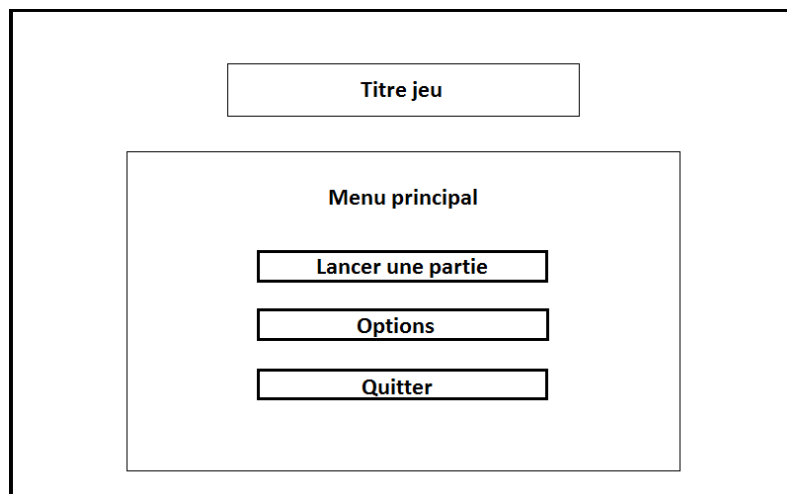 Titre jeu
Menu principal
Lancer une partie
Options
Quitter